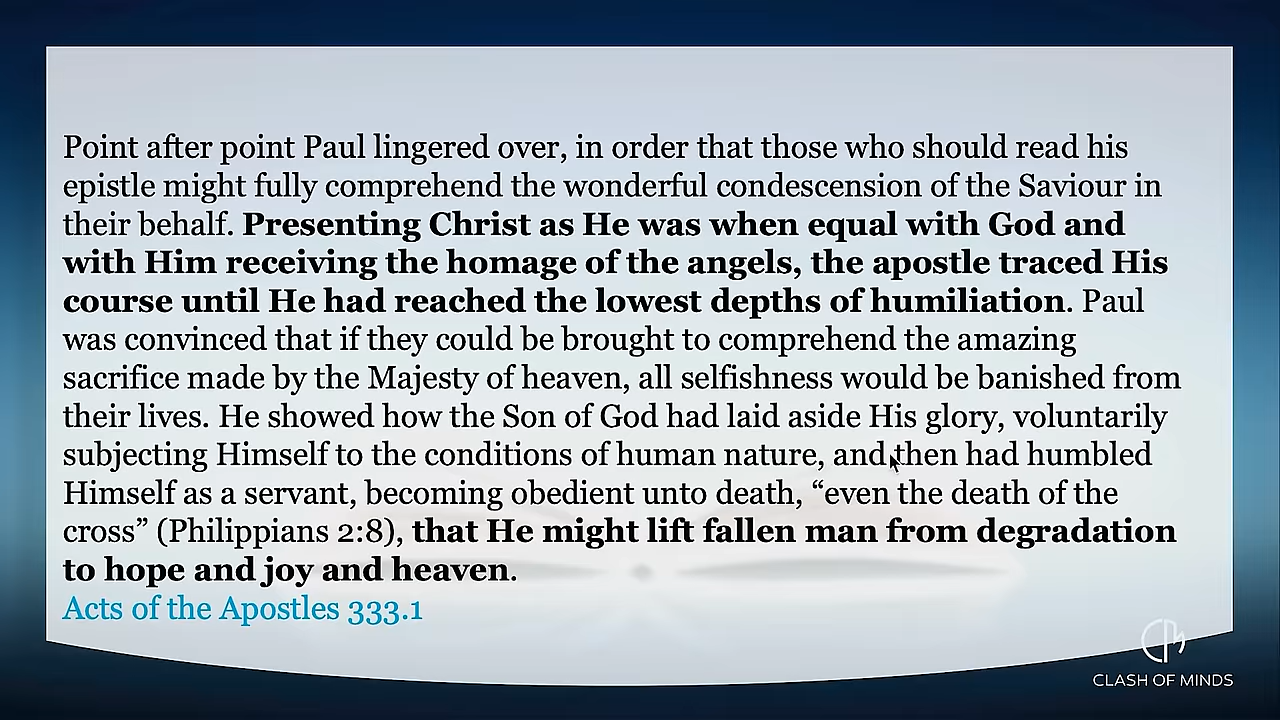 Point after point Paul lingered over, in order that those who should read his
epistle might fully comprehend the wonderful condescension of the Saviour in
their behalf. Presenting Christ as He was when equal with God and
with Him receiving the homage of the angels, the apostle traced His
course until He had reached the lowest depths of humiliation. Paul
was convinced that if they could be brought to comprehend the amazing
sacrifice made by the Majesty of heaven, all selfishness would be banished from
their lives. He showed how the Son of God had laid aside His glory, voluntarily
subjecting Himself to the conditions of human nature, and then had humbled
Himself as a servant, becoming obedient unto death, “even the death of the
cross” (Philippians 2:8), that He might lift fallen man from degradation
to hope and joy and heaven.
Acts of the Apostles 333.1
CLASH OF MINDS